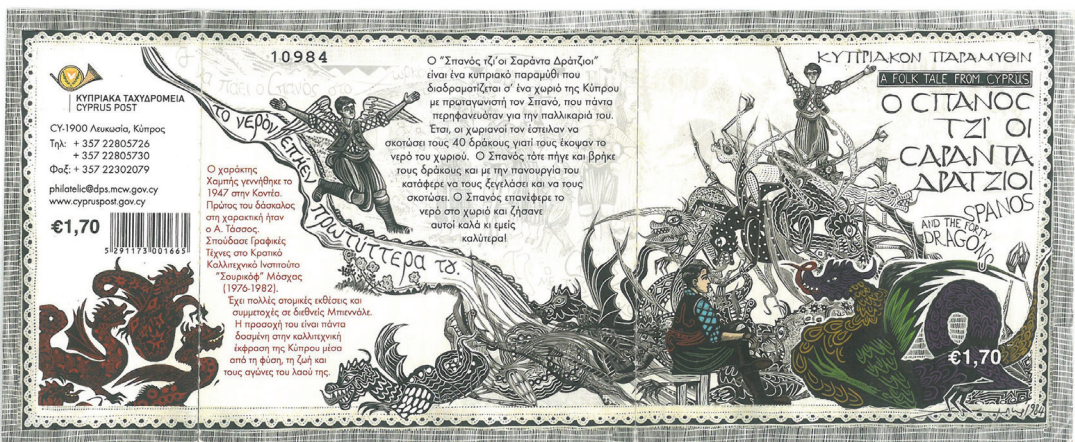 ΚΥΠΡΙΑΚΑ ΤΑΧΥΔΡΟΜΕΙΑ
CYPRUS POST
CY-1900 Λευκωσία, Κύπρος
Τηλ: + 357 22805726
+ 357 22805730
Φαξ: + 357 22302079
philatelic@dps.mcw.gov.cy
www.cypruspost.gov.cy
€1,70
5 291173 001665
10984
το νερόν
επήεν
πρωτύττερα του.
Ο χαράκτης
Χαμπής γεννήθηκε το
1947 στην Κοντέα.
Πρώτος του δάσκαλος
στη χαρακτική ήταν
ο Α. Τάσσος.
Σπούδασε Γραφικές
Τέχνες στο Κρατικό
Καλλιτεχνικό Ινστιτούτο
"Σουρικόφ" Μόσχας
(1976-1982).
Έχει πολλές ατομικές εκθέσεις και
συμμετοχές σε διεθνείς Μπιεννάλε.
Η προσοχή του είναι πάντα
δοσμένη στην καλλιτεχνική
έκφραση της Κύπρου μέσα
από τη φύση, τη ζωή και
τους αγώνες του λαού της.
Ο "Σπανός τζι'οι Σαράντα Δράτζιοι"
είναι ένα κυπριακό παραμύθι που
διαδραματίζεται σ' ένα χωριό της Κύπρου
με πρωταγωνιστή τον Σπανό, που πάντα
περηφανευόταν για την παλλικαριά του.
Έτσι, οι χωριανοί τον έστειλαν να
σκοτώσει τους 40 δράκους γιατί τους έκοψαν το
νερό του χωριού. Ο Σπανός τότε πήγε και βρήκε
τους δράκους και με την πανουργία του
κατάφερε να τους ξεγελάσει και να τους
σκοτώσει. Ο Σπανός επανέφερε το
νερό στο χωριό και ζήσανε
αυτοί καλά κι εμείς
καλύτερα!
ΚΥΠΡΙΑΚΟΝ ΠΑΡΑΜΥΘΙΝ
A FOLK TALE FROM CYPRUS
Ο CΠΑΝΟC
ΤΖΙ' ΟΙ
CΑΡΑΝΤΑ
ΔΡΑΤΖΙΟΙ
SPANOS
AND THE FORTY
DRAGONS
€1,70